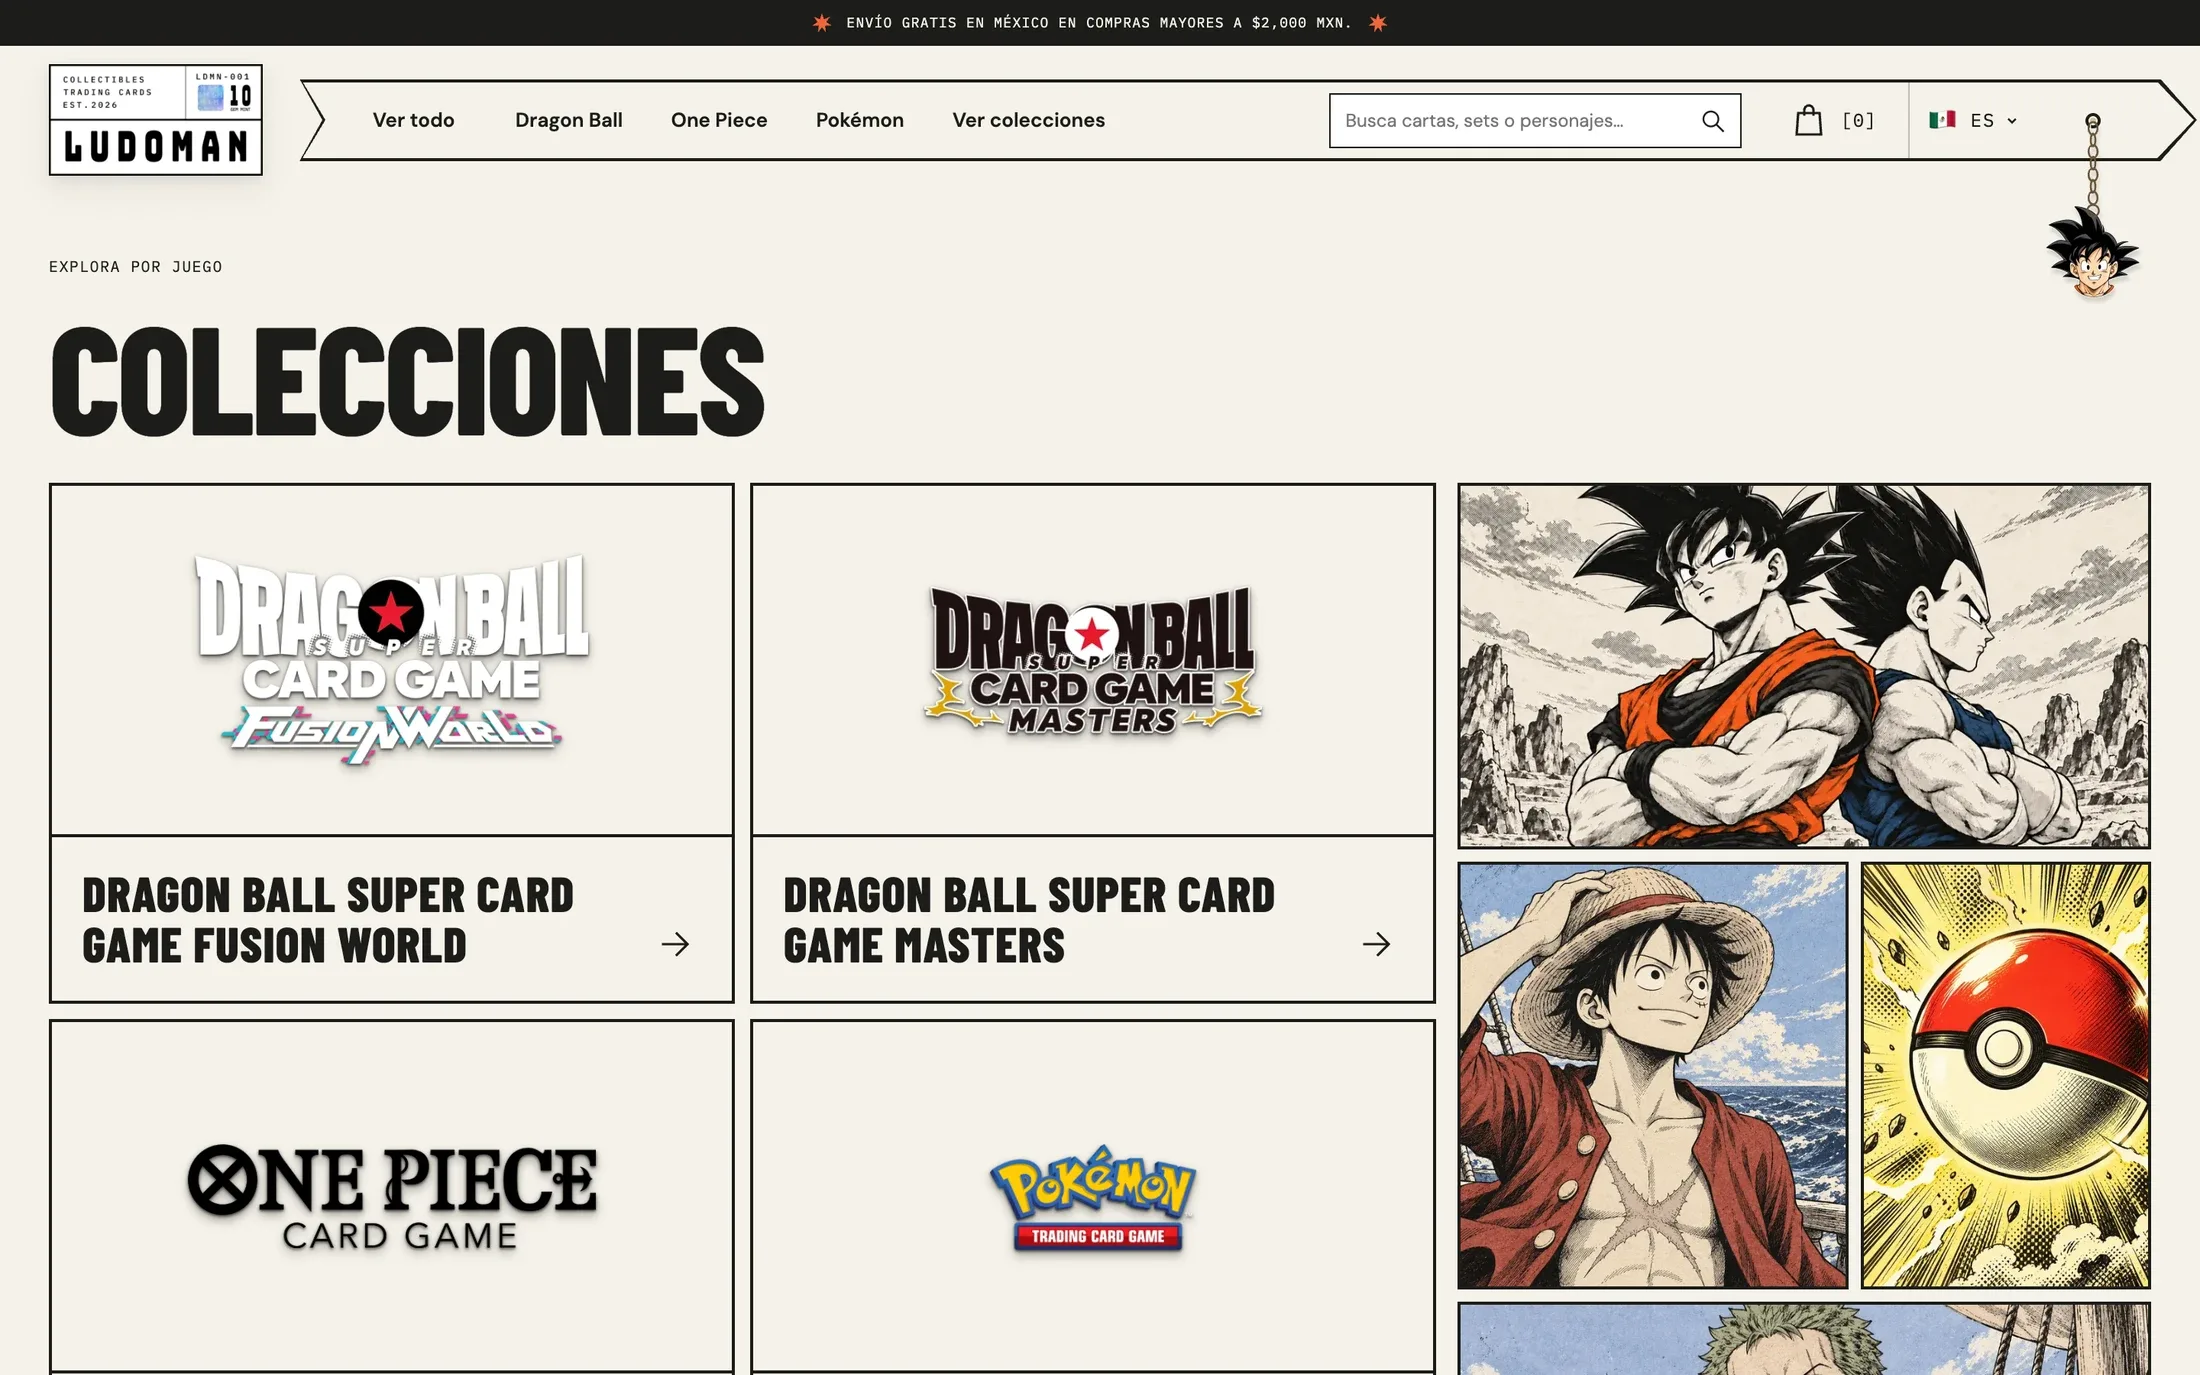 ENVÍO GRATIS EN MÉXICO EN COMPRAS MAYORES A $2,000 MXN.
COLLECTIBLES
TRADING CARDS
EST.2026
LDMN-001
10
GEM MINT
LUDOMAN
Ver todo
Dragon Ball
One Piece
Pokémon
Ver colecciones
Busca cartas, sets o personajes...
[0]
ES
EXPLORA POR JUEGO
COLECCIONES
DRAGON BALL
SUPER
CARD GAME
FUSION WORLD
DRAGON BALL
SUPER
CARD GAME
MASTERS
DRAGON BALL SUPER CARD
GAME FUSION WORLD
DRAGON BALL SUPER CARD
GAME MASTERS
ONE PIECE
CARD GAME
POKéMON
TRADING CARD GAME